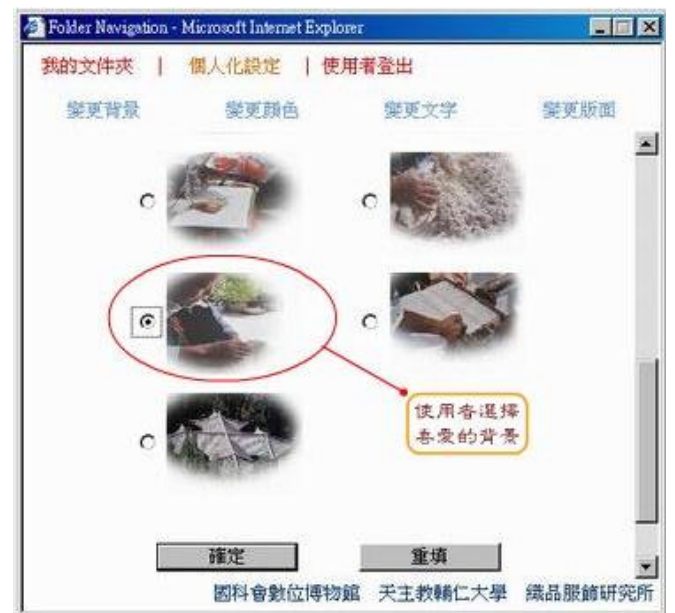 Folder Navigation - Microsoft Internet Explorer
我的文件夾 | 個人化設定 | 使用者登出
變更背景 變更顏色 變更文字 變更版面
使用者選擇
喜愛的背景
確定 重填
國科會數位博物館 天主教輔仁大學 織品服飾研究所